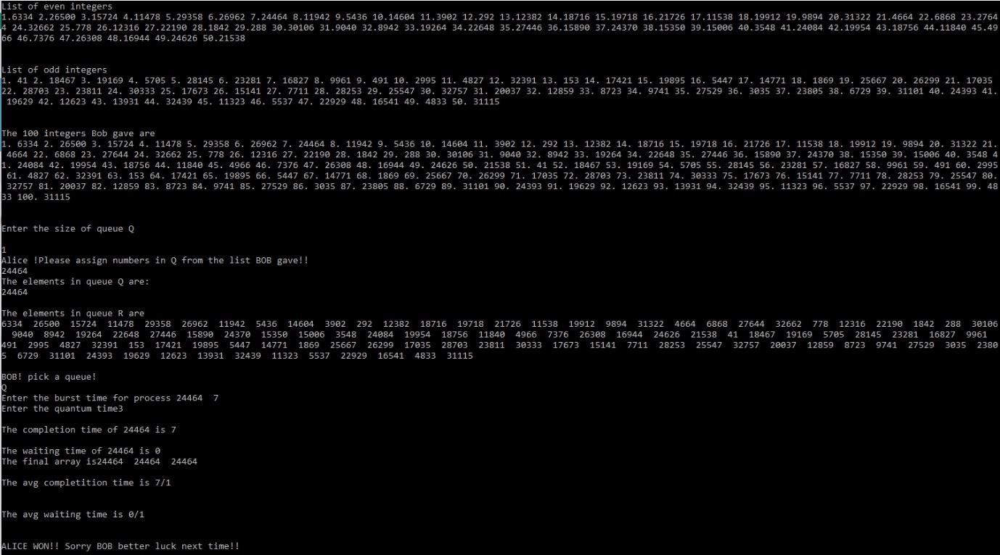 List of even integers
1.6334 2.26500 3.15724 4.11478 5.29358 6.26962 7.24464 8.11942 9.5436 10.14604 11.3902 12.292 13.12382 14.18716 15.19718 16.21726 17.11538 18.19912 19.9894 20.31322 21.4664 22.6868 23.2764
4 24.32662 25.778 26.12316 27.22190 28.1842 29.288 30.30106 31.9040 32.8942 33.19264 34.22648 35.27446 36.15890 37.24370 38.15350 39.15006 40.3548 41.24084 42.19954 43.18756 44.11840 45.49
66 46.7376 47.26308 48.16944 49.24626 50.21538
List of odd integers
1. 41 2. 18467 3. 19169 4. 5705 5. 28145 6. 23281 7. 16827 8. 9961 9. 491 10. 2995 11. 4827 12. 32391 13. 153 14. 17421 15. 19895 16. 5447 17. 14771 18. 1869 19. 25667 20. 26299 21. 17035
22. 28703 23. 23811 24. 30333 25. 17673 26. 15141 27. 7711 28. 28253 29. 25547 30. 32757 31. 20037 32. 12859 33. 8723 34. 9741 35. 27529 36. 3035 37. 23805 38. 6729 39. 31101 40. 24393 41.
19629 42. 12623 43. 13931 44. 32439 45. 11323 46. 5537 47. 22929 48. 16541 49. 4833 50. 31115
The 100 integers Bob gave are
1. 6334 2. 26500 3. 15724 4. 11478 5. 29358 6. 26962 7. 24464 8. 11942 9. 5436 10. 14604 11. 3902 12. 292 13. 12382 14. 18716 15. 19718 16. 21726 17. 11538 18. 19912 19. 9894 20. 31322 21.
4664 22. 6868 23. 27644 24. 32662 25. 778 26. 12316 27. 22190 28. 1842 29. 288 30. 30106 31. 9040 32. 8942 33. 19264 34. 22648 35. 27446 36. 15890 37. 24370 38. 15350 39. 15006 40. 3548 4
1. 24084 42. 19954 43. 18756 44. 11840 45. 4966 46. 7376 47. 26308 48. 16944 49. 24626 50. 21538 51. 41 52. 18467 53. 19169 54. 5705 55. 28145 56. 23281 57. 16827 58. 9961 59. 491 60. 2995
61. 4827 62. 32391 63. 153 64. 17421 65. 19895 66. 5447 67. 14771 68. 1869 69. 25667 70. 26299 71. 17035 72. 28703 73. 23811 74. 30333 75. 17673 76. 15141 77. 7711 78. 28253 79. 25547 80.
32757 81. 20037 82. 12859 83. 8723 84. 9741 85. 27529 86. 3035 87. 23805 88. 6729 89. 31101 90. 24393 91. 19629 92. 12623 93. 13931 94. 32439 95. 11323 96. 5537 97. 22929 98. 16541 99. 48
33 100. 31115
Enter the size of queue Q
1
Alice !Please assign numbers in Q from the list BOB gave!!
24464
The elements in queue Q are:
24464
The elements in queue R are
6334 26500 15724 11478 29358 26962 11942 5436 14604 3902 292 12382 18716 19718 21726 11538 19912 9894 31322 4664 6868 27644 32662 778 12316 22190 1842 288 30106
9040 8942 19264 22648 27446 15890 24370 15350 15006 3548 24084 19954 18756 11840 4966 7376 26308 16944 24626 21538 41 18467 19169 5705 28145 23281 16827 9961
491 2995 4827 32391 153 17421 19895 5447 14771 1869 25667 26299 17035 28703 23811 30333 17673 15141 7711 28253 25547 32757 20037 12859 8723 9741 27529 3035 2380
5 6729 31101 24393 19629 12623 13931 32439 11323 5537 22929 16541 4833 31115
BOB! pick a queue!
Q
Enter the burst time for process 24464 7
Enter the quantum time3
The completion time of 24464 is 7
The waiting time of 24464 is 0
The final array is24464 24464 24464
The avg completition time is 7/1
The avg waiting time is 0/1
ALICE WON!! Sorry BOB better luck next time!!